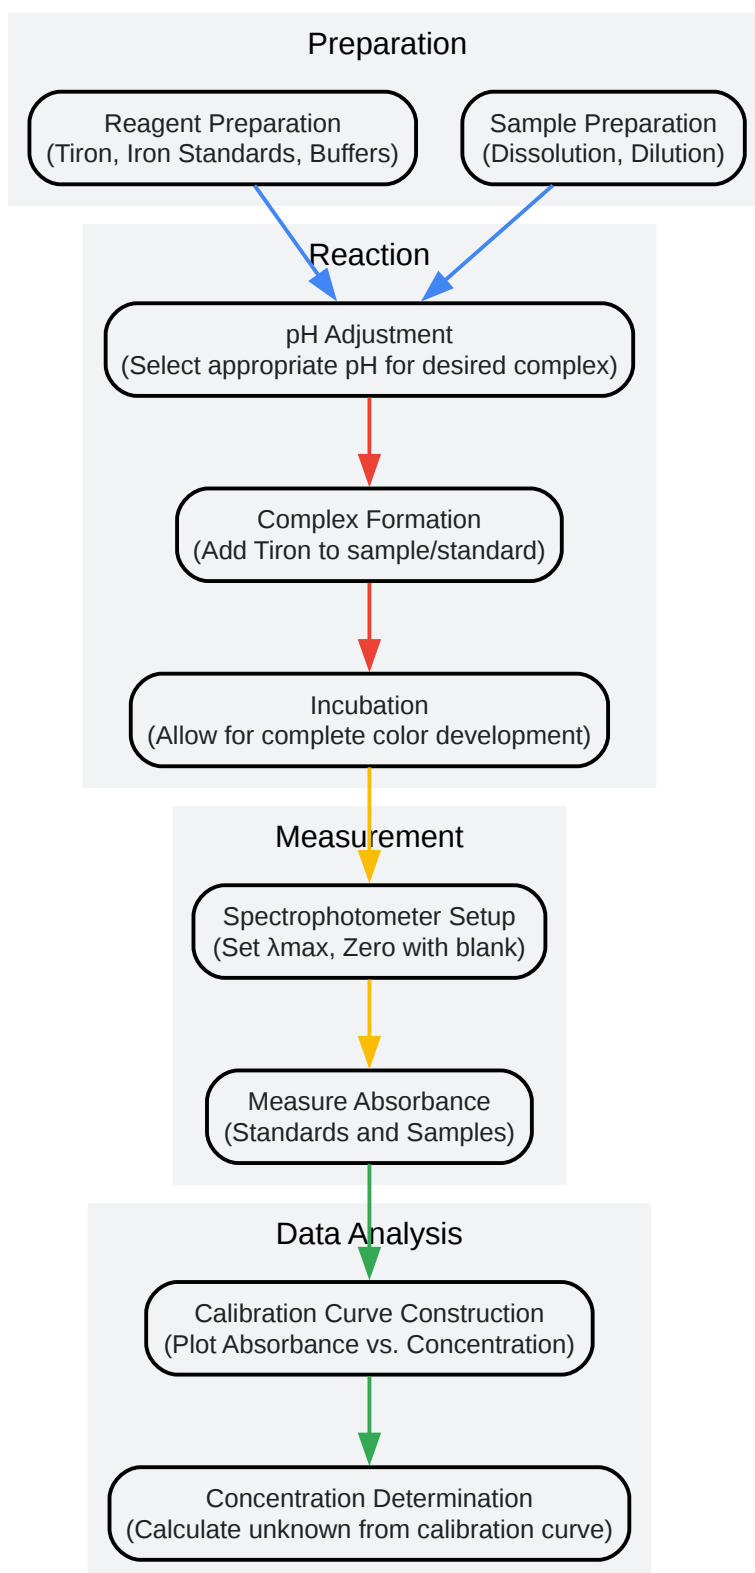 Preparation
Reagent Preparation
(Tiron, Iron Standards, Buffers)
Sample Preparation
(Dissolution, Dilution)
Reaction
pH Adjustment
(Select appropriate pH for desired complex)
Complex Formation
(Add Tiron to sample/standard)
Incubation
(Allow for complete color development)
Measurement
Spectrophotometer Setup
(Set λmax, Zero with blank)
Measure Absorbance
(Standards and Samples)
Data Analysis
Calibration Curve Construction
(Plot Absorbance vs. Concentration)
Concentration Determination
(Calculate unknown from calibration curve)